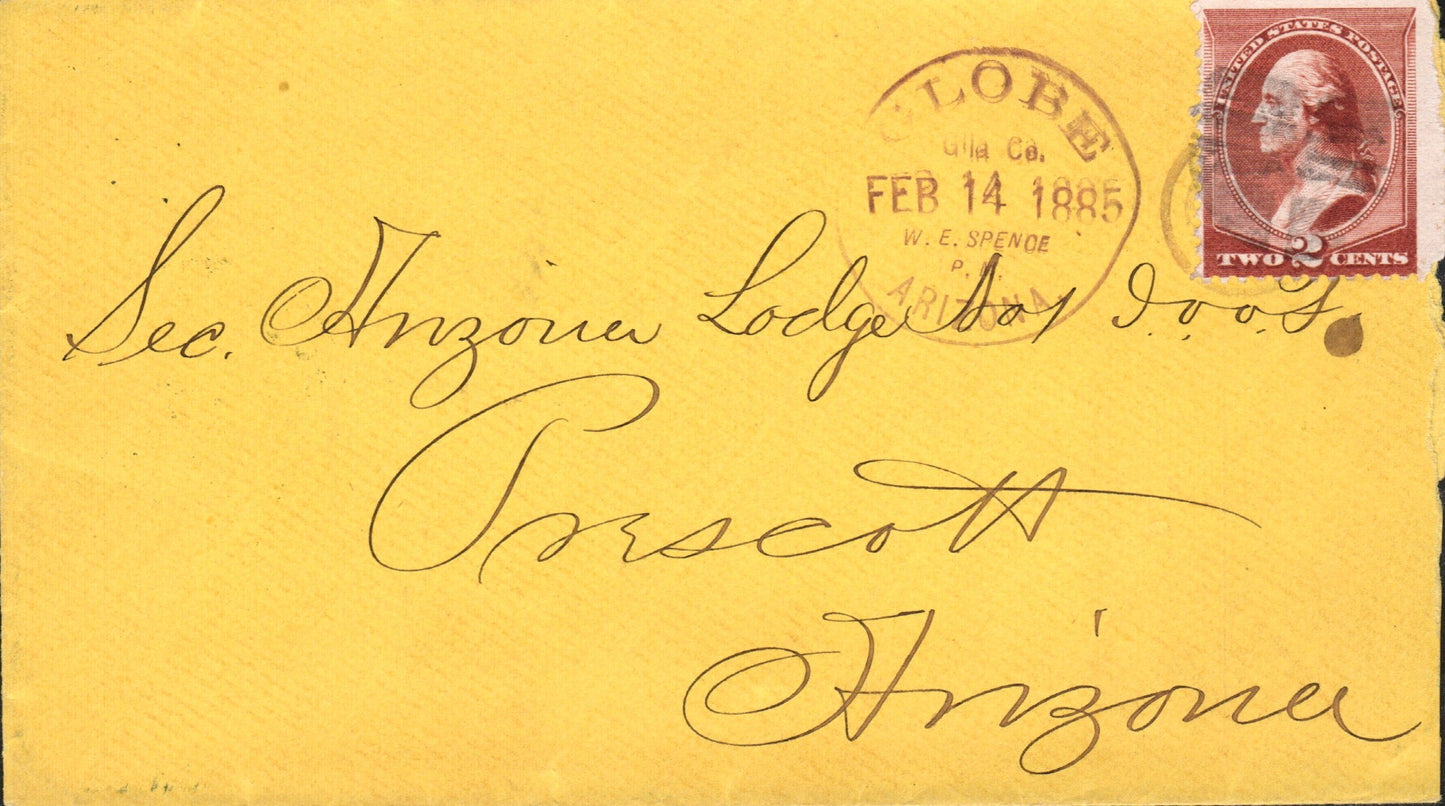 UNITED STATES POSTAGE
TWO 2 CENTS
GLOBE
Gila Co.
FEB 14 1885
W. E. SPENCE
P. M.
ARIZONA
Sec. Arizona Lodge No 1 I.O.O.F.
Prescott
Arizona